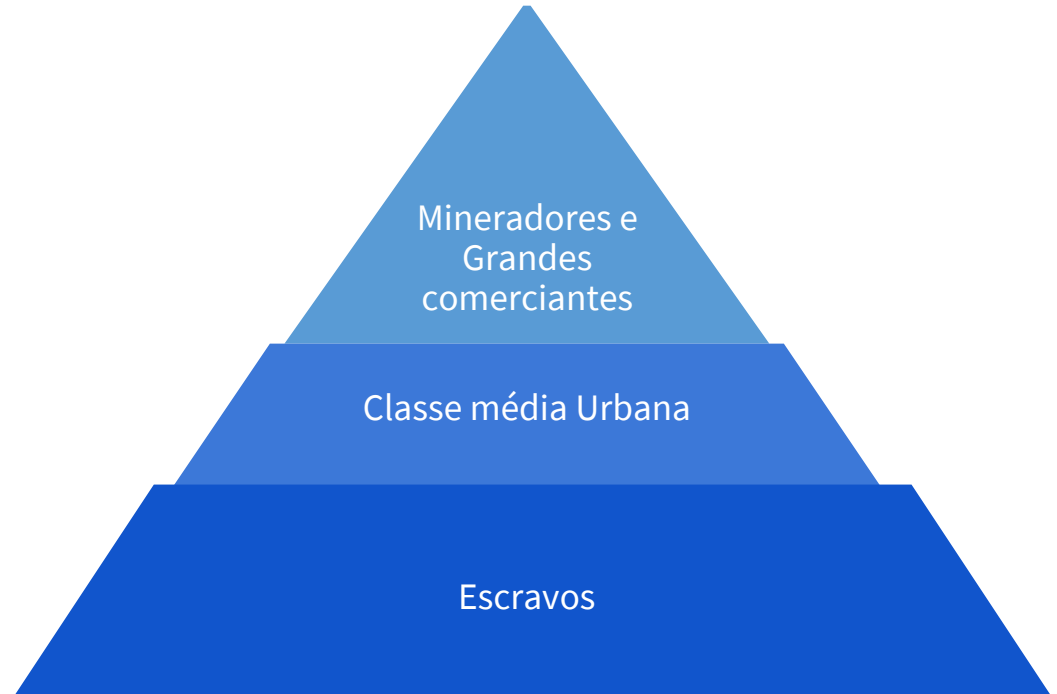 Mineradores e
Grandes
comerciantes
Classe média Urbana
Escravos